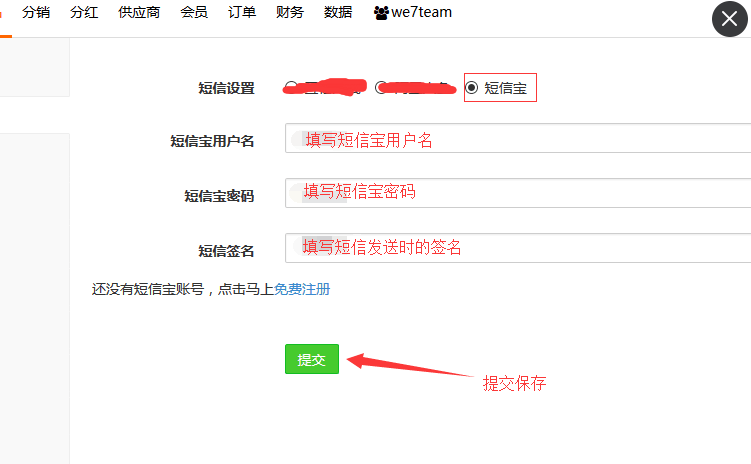 分销 分红 供应商 会员 订单 财务 数据 we7team
短信设置 短信宝
短信宝用户名 填写短信宝用户名
短信宝密码 填写短信宝密码
短信签名 填写短信发送时的签名
还没有短信宝账号，点击马上免费注册
提交
提交保存